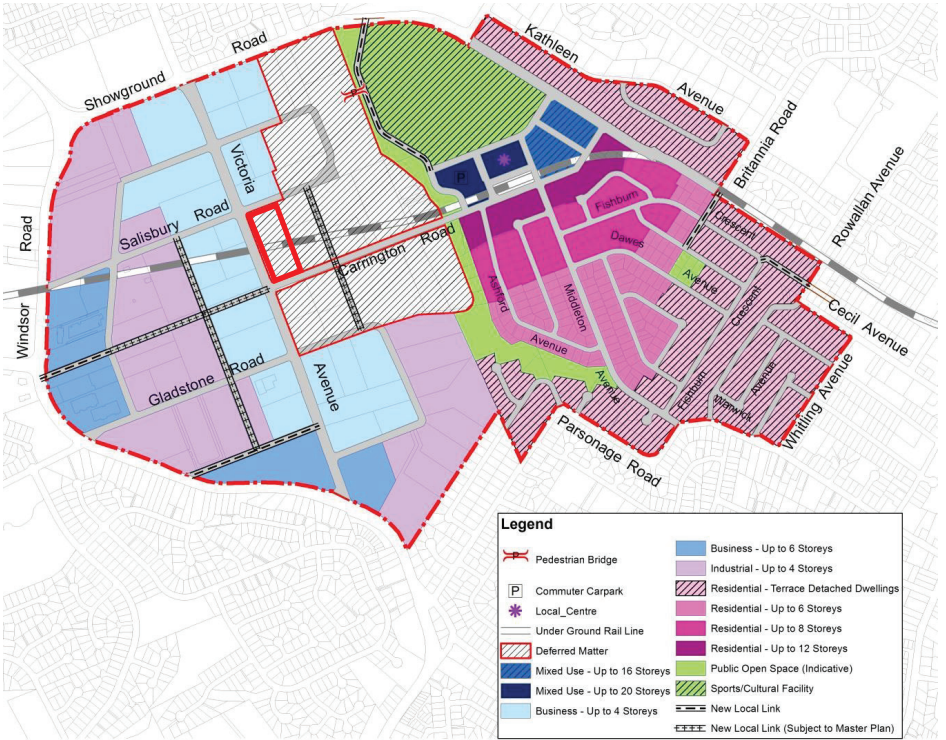 Kathleen
Avenue
Showground Road
Britannia Road
Rowallan Avenue
Windsor Road
Victoria
Avenue
Salisbury Road
Carrington Road
Gladstone Road
P
P
Fishburn
Crescent
Dawes
Avenue
Ashford
Avenue
Middleton
Avenue
Crescent
Fishburn
Warwick
Avenue
Cecil Avenue
Whitling Avenue
Parsonage Road
Legend
P Pedestrian Bridge
P Commuter Carpark
Local_Centre
Under Ground Rail Line
Deferred Matter
Mixed Use - Up to 16 Storeys
Mixed Use - Up to 20 Storeys
Business - Up to 4 Storeys
Business - Up to 6 Storeys
Industrial - Up to 4 Storeys
Residential - Terrace Detached Dwellings
Residential - Up to 6 Storeys
Residential - Up to 8 Storeys
Residential - Up to 12 Storeys
Public Open Space (Indicative)
Sports/Cultural Facility
New Local Link
New Local Link (Subject to Master Plan)